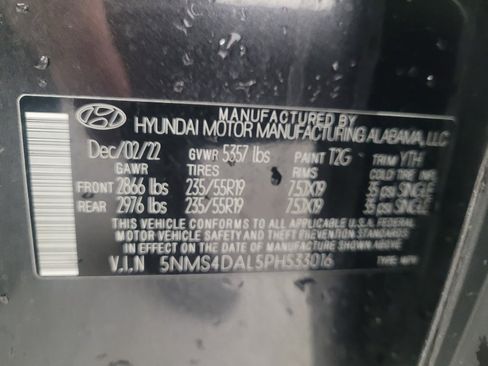 MANUFACTURED BY
HYUNDAI MOTOR MANUFACTURING ALABAMA, LLC
Dec/02/22 GVWR 5357 lbs PAINT T2G TRIM YTH
GAWR TIRES RIMS COLD TIRE INF.
FRONT 2866 lbs 235/55R19 7.5JX19 35 psi SINGLE
REAR 2976 lbs 235/55R19 7.5JX19 35 psi SINGLE
THIS VEHICLE CONFORMS TO ALL APPLICABLE U.S.A. FEDERAL
MOTOR VEHICLE SAFETY AND THEFT PREVENTION STANDARDS
IN EFFECT ON THE DATE OF MANUFACTURE SHOWN ABOVE.
V.I.N 5NMS4DAL5PH533016 TYPE: MPV